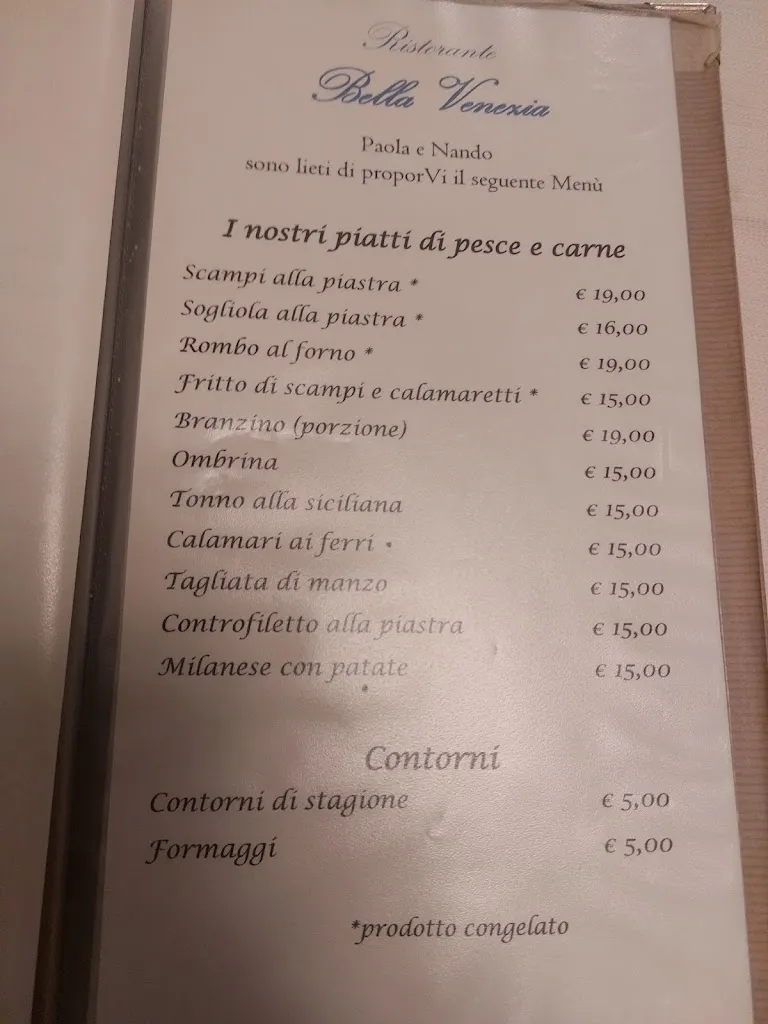 Ristorante
Bella Venezia
Paola e Nando
sono lieti di proporVi il seguente Menù
I nostri piatti di pesce e carne
Scampi alla piastra * € 19,00
Sogliola alla piastra * € 16,00
Rombo al forno * € 19,00
Fritto di scampi e calamaretti * € 15,00
Branzino (porzione) € 19,00
Ombrina € 15,00
Tonno alla siciliana € 15,00
Calamari ai ferri * € 15,00
Tagliata di manzo € 15,00
Controfiletto alla piastra € 15,00
Milanese con patate € 15,00
*
Contorni
Contorni di stagione € 5,00
Formaggi € 5,00
*prodotto congelato